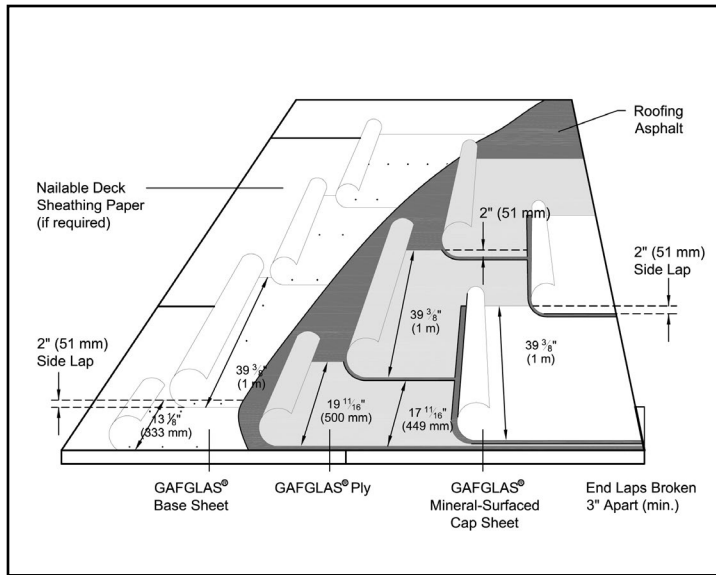 Roofing
Asphalt
Nailable Deck
Sheathing Paper
(if required)
2" (51 mm)
2" (51 mm)
Side Lap
2" (51 mm)
Side Lap
39 3/8"
(1 m)
39 3/8"
(1 m)
39 3/8"
(1 m)
13 1/8"
(333 mm)
19 11/16"
(500 mm)
17 11/16"
(449 mm)
GAFGLAS®
Base Sheet
GAFGLAS® Ply
GAFGLAS®
Mineral-Surfaced
Cap Sheet
End Laps Broken
3" Apart (min.)